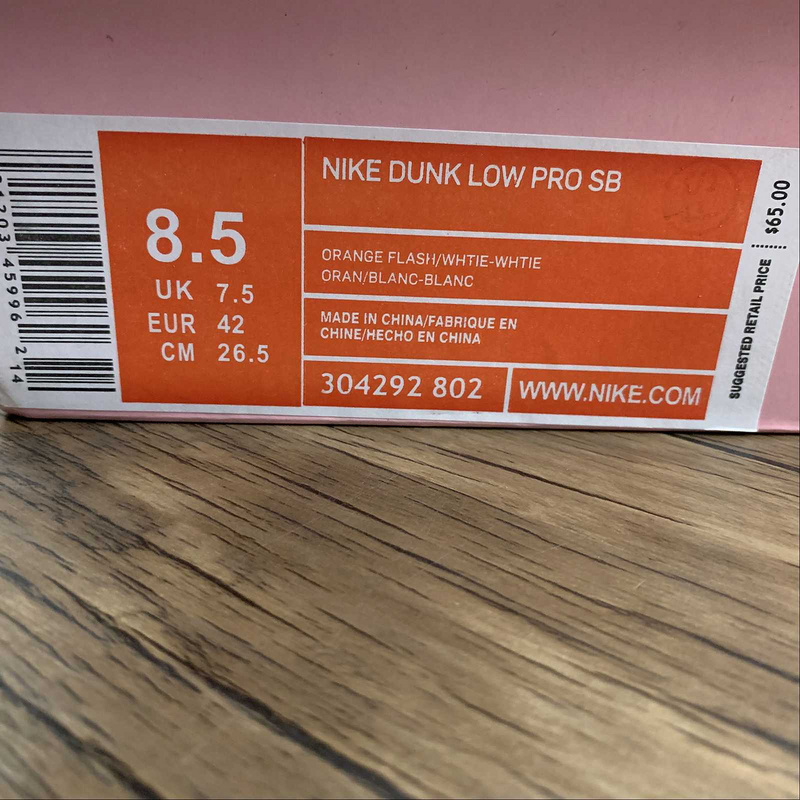 8.5
UK 7.5
EUR 42
CM 26.5
NIKE DUNK LOW PRO SB
ORANGE FLASH/WHTIE-WHTIE
ORAN/BLANC-BLANC
MADE IN CHINA/FABRIQUE EN
CHINE/HECHO EN CHINA
304292 802
WWW.NIKE.COM
$65.00
SUGGESTED RETAIL PRICE
45996 214